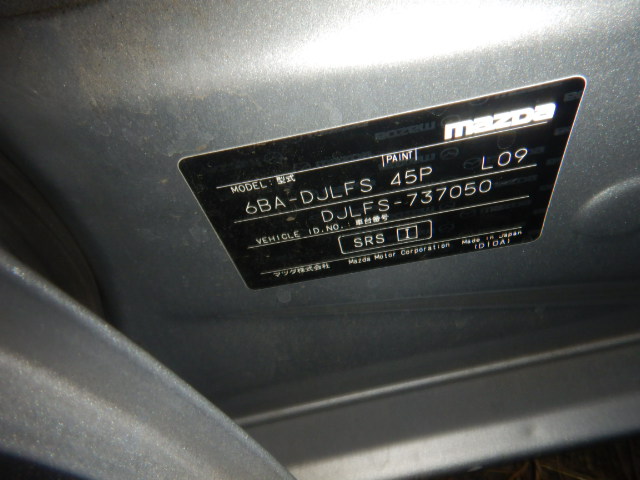 mazda
MODEL: 型式 PAINT
6BA-DJLFS 45P L09
DJLFS-737050
VEHICLE ID.NO.: 車台番号
SRS
マツダ株式会社 Mazda Motor Corporation Made in Japan
(D10A)